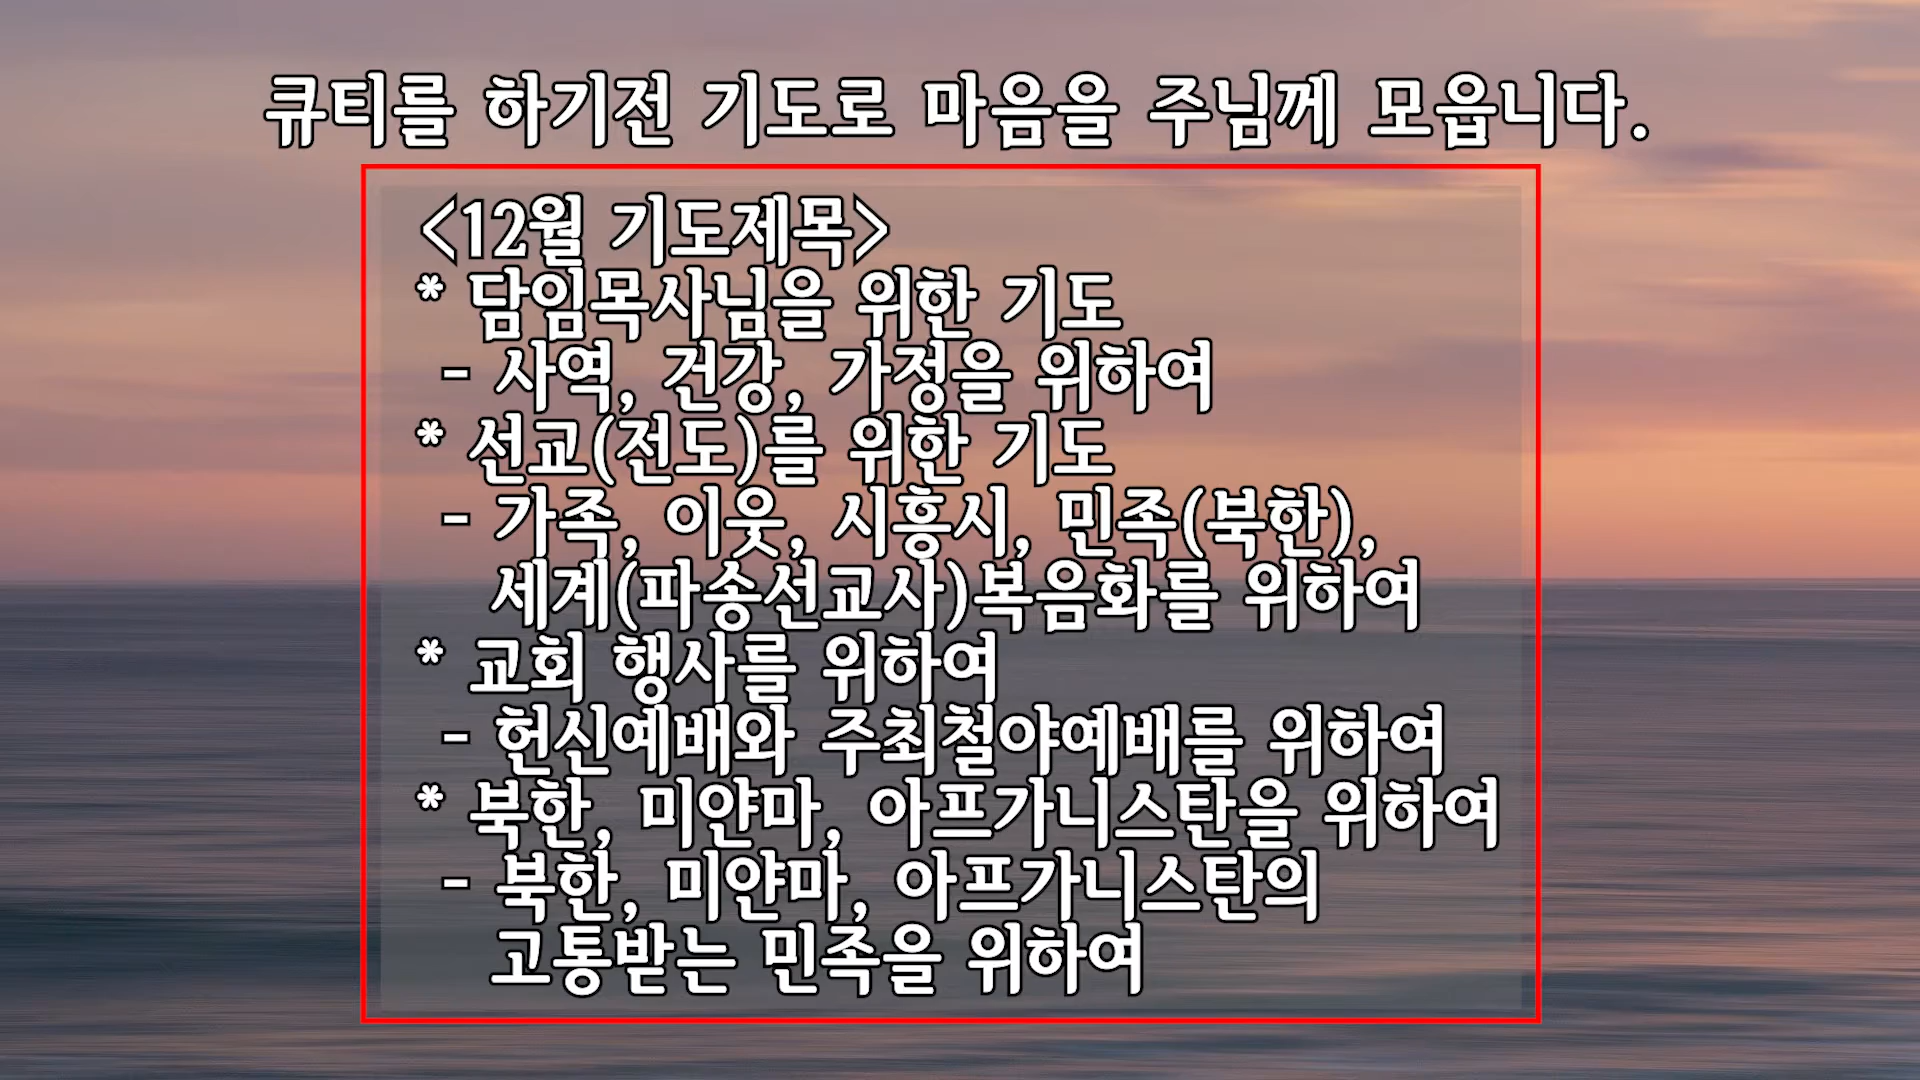 큐티를 하기전 기도로 마음을 주님께 모읍니다.
<12월 기도제목>
* 담임목사님을 위한 기도
- 사역, 건강, 가정을 위하여
* 선교(전도)를 위한 기도
- 가족, 이웃, 시흥시, 민족(북한),
세계(파송선교사)복음화를 위하여
* 교회 행사를 위하여
- 헌신예배와 주최철야예배를 위하여
* 북한, 미얀마, 아프가니스탄을 위하여
- 북한, 미얀마, 아프가니스탄의
고통받는 민족을 위하여